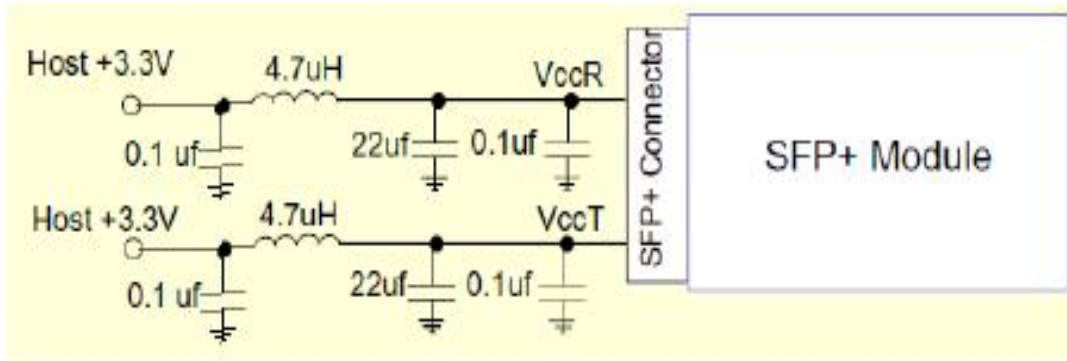 Host +3.3V
4.7uH
VccR
0.1 uf
22uf
0.1uf
Host +3.3V
4.7uH
VccT
0.1 uf
22uf
0.1uf
SFP+ Connector
SFP+ Module